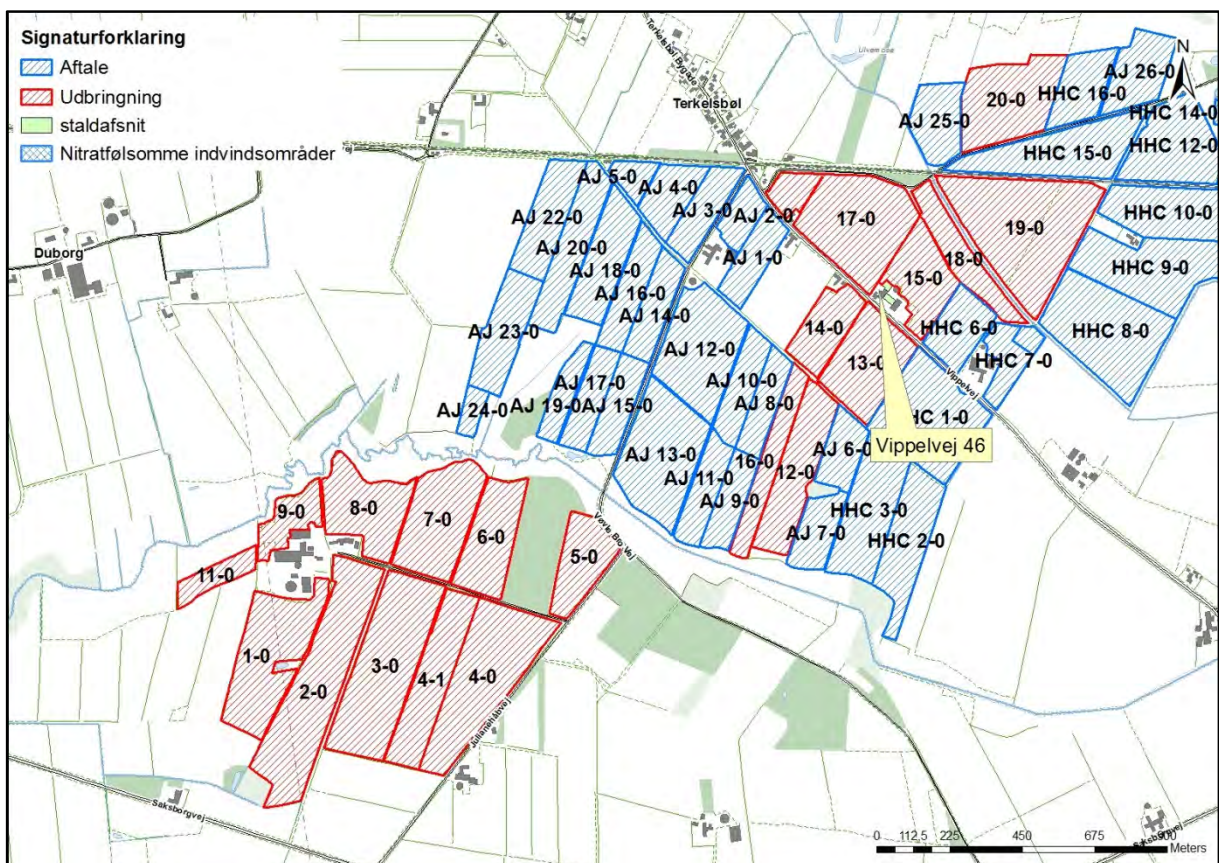 Signaturforklaring
Aftale
Udbringning
staldafsnit
Nitratfølsomme indvindsområder
Terkelsbøl Bygade
Terkelsbøl
N
AJ 26-0
20-0
HHC 16-0
HHC 14-0
AJ 25-0
HHC 15-0
HHC 12-0
AJ 5-0
AJ 4-0
AJ 3-0
AJ 2-0
17-0
19-0
HHC 10-0
AJ 22-0
AJ 20-0
AJ 18-0
AJ 16-0
AJ 14-0
AJ 1-0
15-0
18-0
HHC 9-0
Duborg
AJ 23-0
AJ 12-0
14-0
13-0
HHC 6-0
HHC 7-0
HHC 8-0
Vippelvej
AJ 24-0
AJ 17-0
AJ 19-0
AJ 15-0
AJ 10-0
AJ 8-0
HC 1-0
Vippelvej 46
AJ 13-0
AJ 11-0
AJ 9-0
16-0
12-0
AJ 6-0
AJ 7-0
HHC 3-0
HHC 2-0
9-0
8-0
7-0
6-0
5-0
11-0
1-0
2-0
3-0
4-1
4-0
Julianehåbvej
Saksborgvej
0 112,5 225 450 675 900
Meters